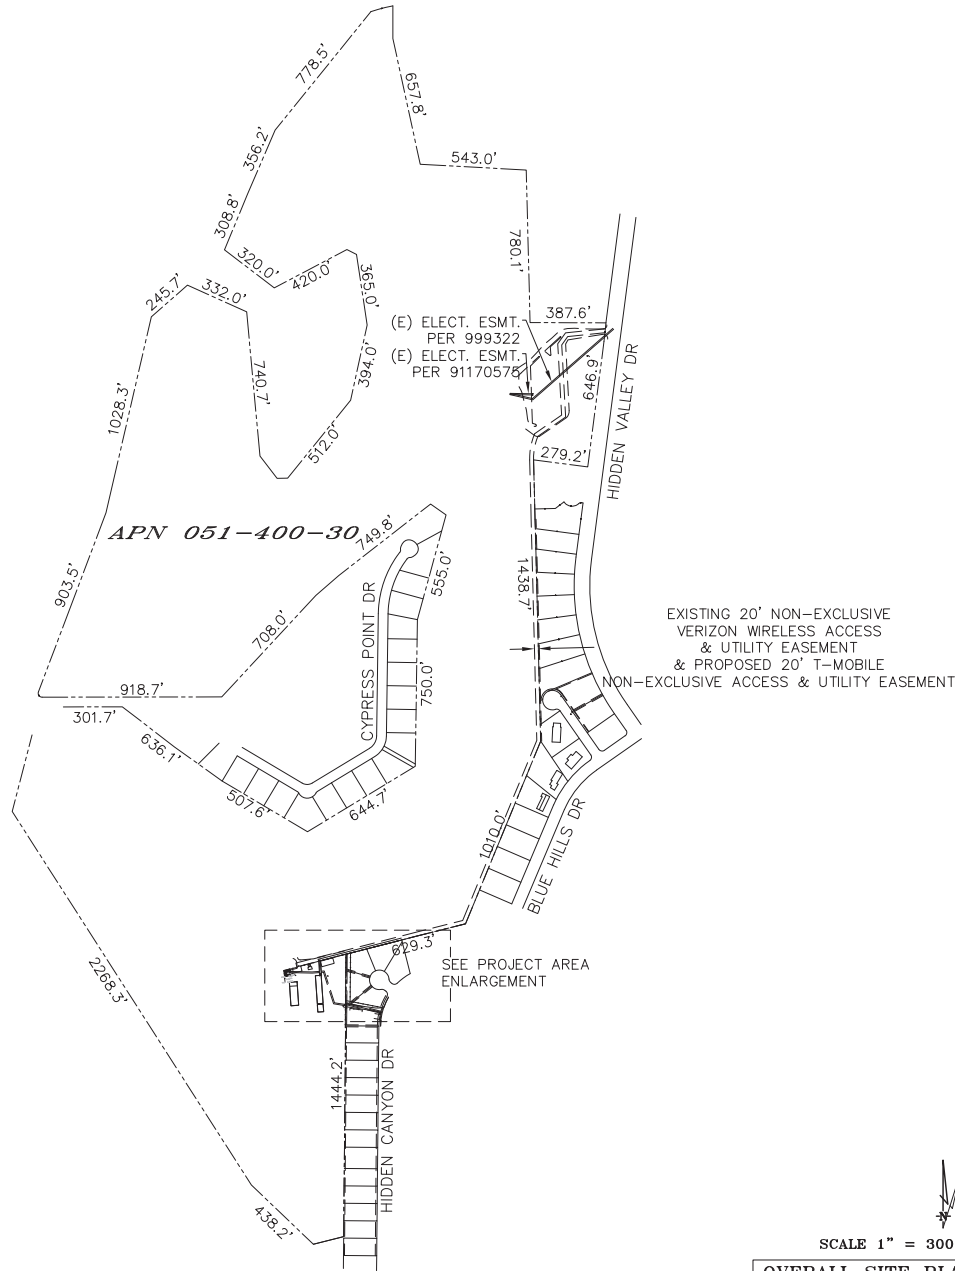 778.5'
657.8'
356.2'
543.0'
308.8'
320.0'
420.0'
365.0'
780.1'
245.7'
332.0'
387.6'
(E) ELECT. ESMT.
PER 999322
(E) ELECT. ESMT.
PER 91170575
394.0'
646.9'
HIDDEN VALLEY DR
740.7'
1028.3'
512.0'
279.2'
APN 051-400-30
749.8'
555.0'
1438.7'
903.5'
CYPRESS POINT DR
708.0'
EXISTING 20' NON-EXCLUSIVE
VERIZON WIRELESS ACCESS
& UTILITY EASEMENT
& PROPOSED 20' T-MOBILE
NON-EXCLUSIVE ACCESS & UTILITY EASEMENT
918.7'
750.0'
301.7'
636.1'
507.6'
644.7'
1010.0'
BLUE HILLS DR
629.3'
SEE PROJECT AREA
ENLARGEMENT
2268.3'
1444.2'
HIDDEN CANYON DR
438.2'
N
SCALE 1" = 300
OVERALL SITE PLA